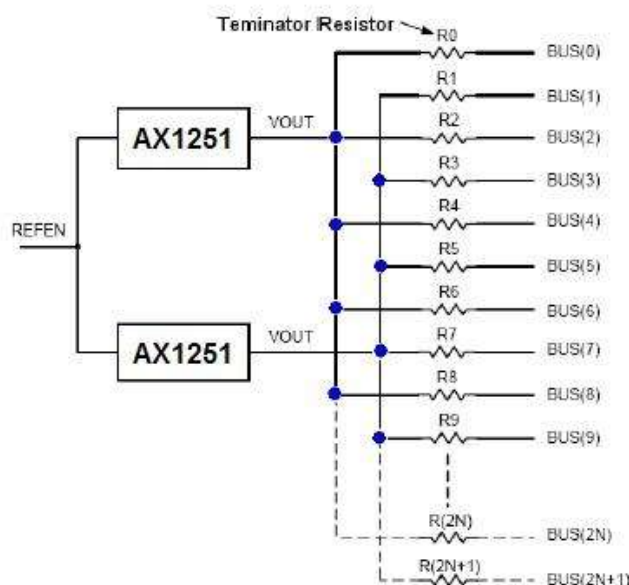 Teminator IResistor
R0
BUS(0)
R1
BUS(1)
VOUT
R2
AX1251
BUS(2)
R3
BUS(3)
R4
BUS(4)
REFEN
R5
BUS(5)
R6
BUS(6)
VOUT
R7
AX1251
BUS(7)
R8
BUS(8)
R9
BUS(9)
R(2N)
BUS(2N)
R(2N+1)
BUS(2N+1)